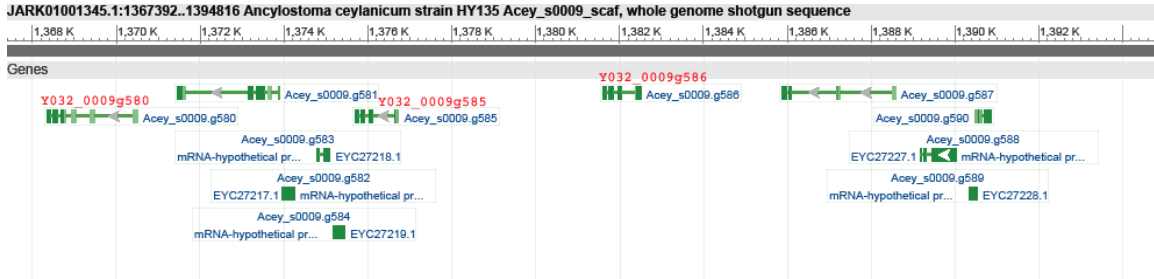 JARK01001345.1:1367392..1394816 Ancylostoma ceylanicum strain HY135 Acey_s0009_scaf, whole genome shotgun sequence
1,368 K 1,370 K 1,372 K 1,374 K 1,376 K 1,378 K 1,380 K 1,382 K 1,384 K 1,386 K 1,388 K 1,390 K 1,392 K
Genes
Y032_0009g586
Acey_s0009.g581 Acey_s0009.g586 Acey_s0009.g587
Y032_0009g580 Y032_0009g585
Acey_s0009.g580 Acey_s0009.g585 Acey_s0009.g590
Acey_s0009.g583 Acey_s0009.g588
mRNA-hypothetical pr... EYC27218.1 EYC27227.1 mRNA-hypothetical pr...
Acey_s0009.g582 Acey_s0009.g589
EYC27217.1 mRNA-hypothetical pr... mRNA-hypothetical pr... EYC27228.1
Acey_s0009.g584
mRNA-hypothetical pr... EYC27219.1